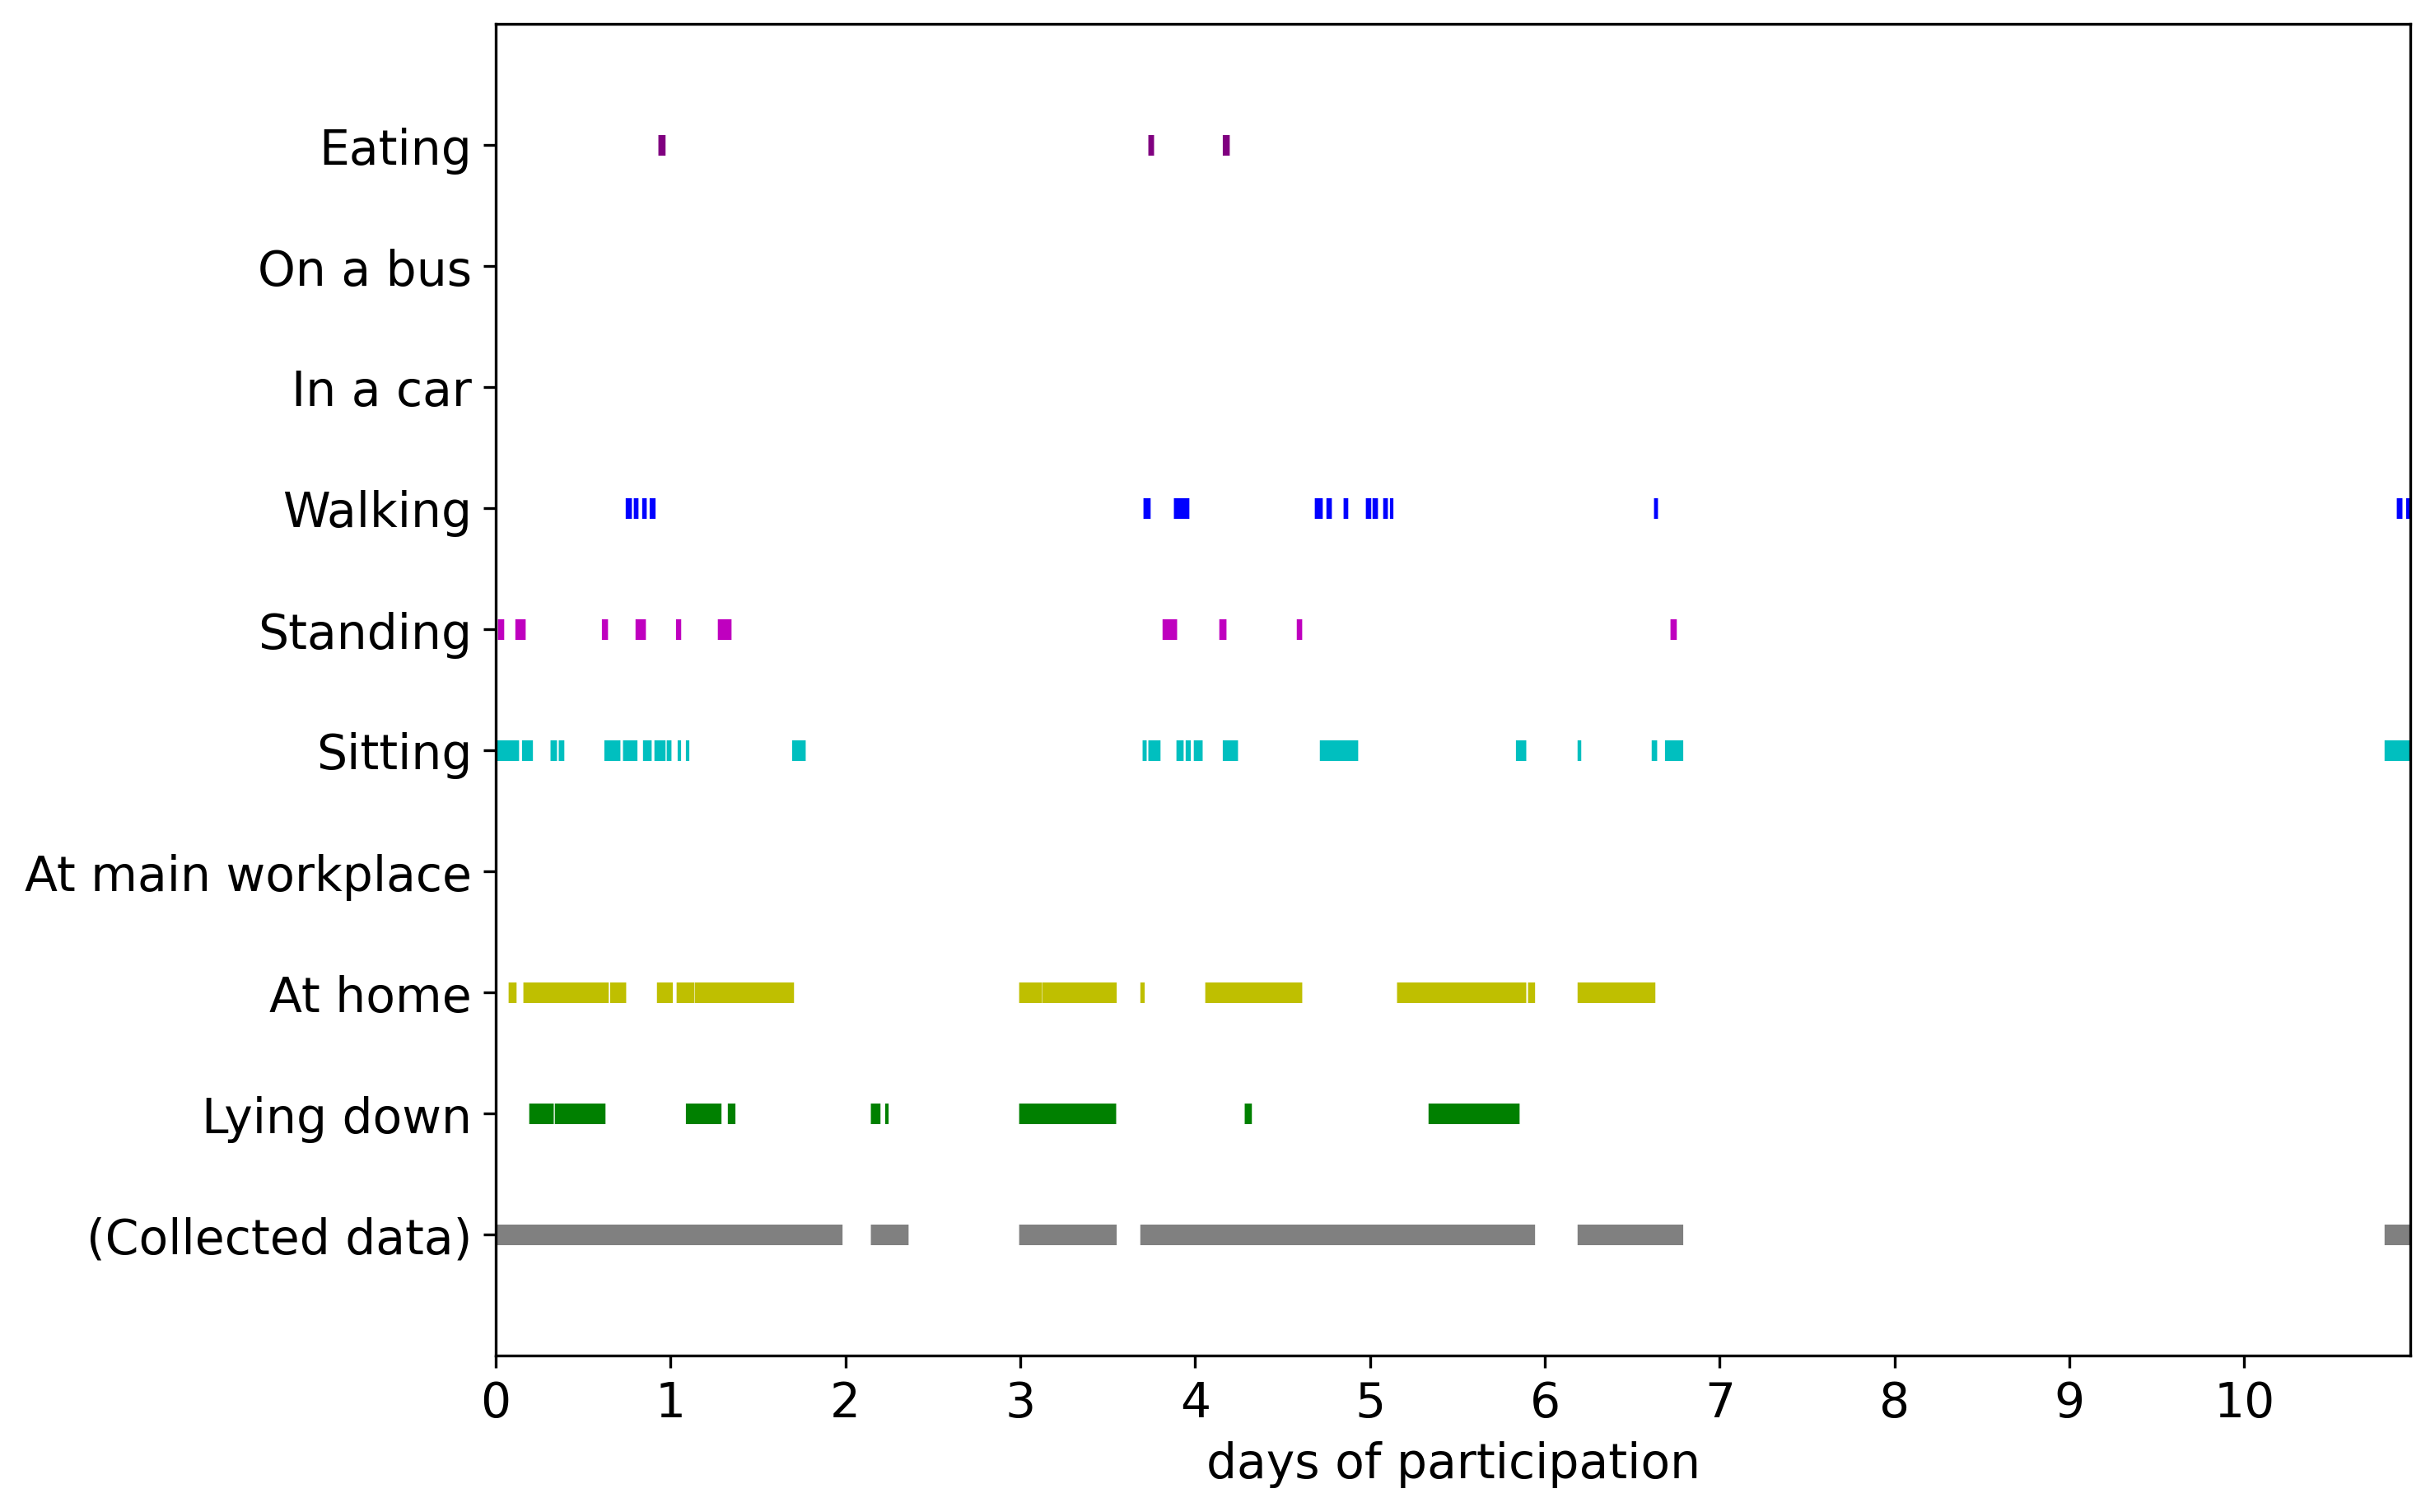 Eating
On a bus
In a car
Walking
Standing
Sitting
At main workplace
At home
Lying down
(Collected data)
0 1 2 3 4 5 6 7 8 9 10
days of participation